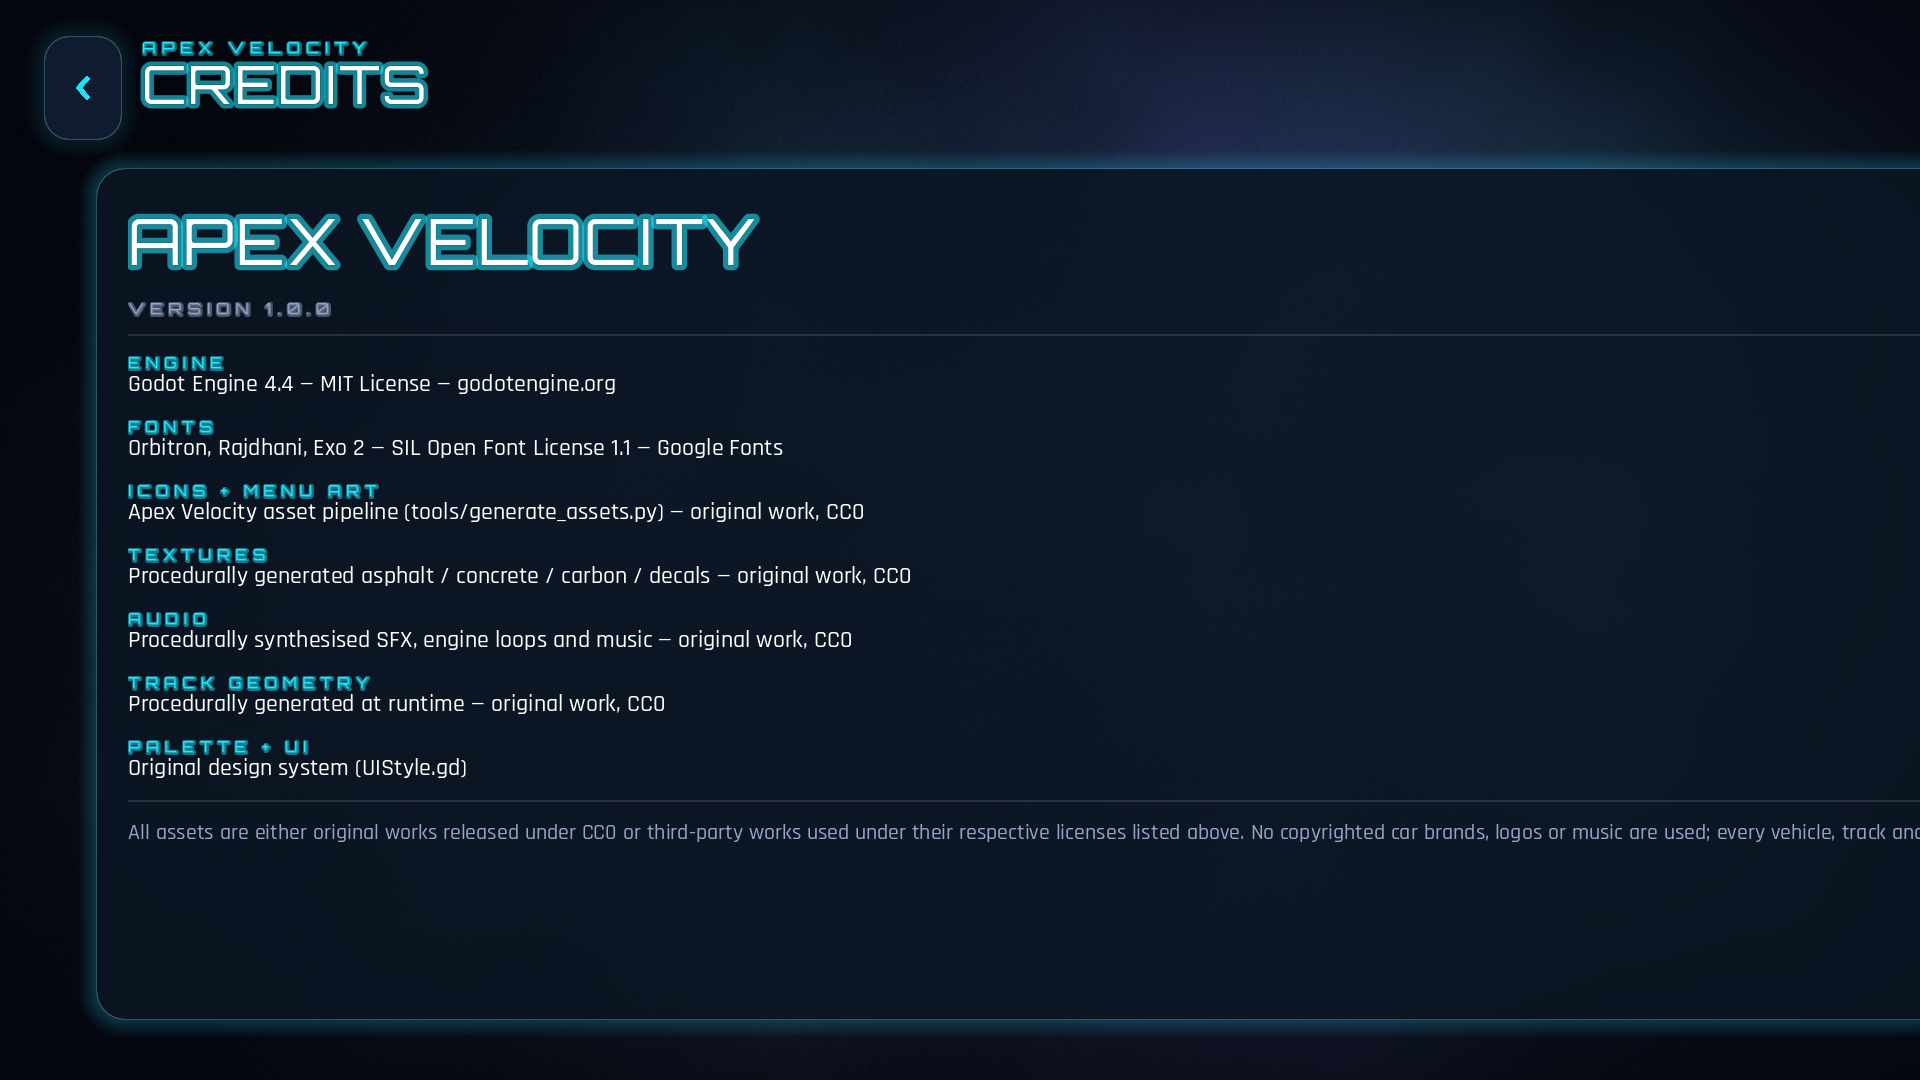 APEX VELOCITY
CREDITS
APEX VELOCITY
VERSION 1.0.0
ENGINE
Godot Engine 4.4 — MIT License — godotengine.org
FONTS
Orbitron, Rajdhani, Exo 2 — SIL Open Font License 1.1 — Google Fonts
ICONS + MENU ART
Apex Velocity asset pipeline (tools/generate_assets.py) — original work, CC0
TEXTURES
Procedurally generated asphalt / concrete / carbon / decals — original work, CC0
AUDIO
Procedurally synthesised SFX, engine loops and music — original work, CC0
TRACK GEOMETRY
Procedurally generated at runtime — original work, CC0
PALETTE + UI
Original design system (UIStyle.gd)
All assets are either original works released under CC0 or third-party works used under their respective licenses listed above. No copyrighted car brands, logos or music are used; every vehicle, track and